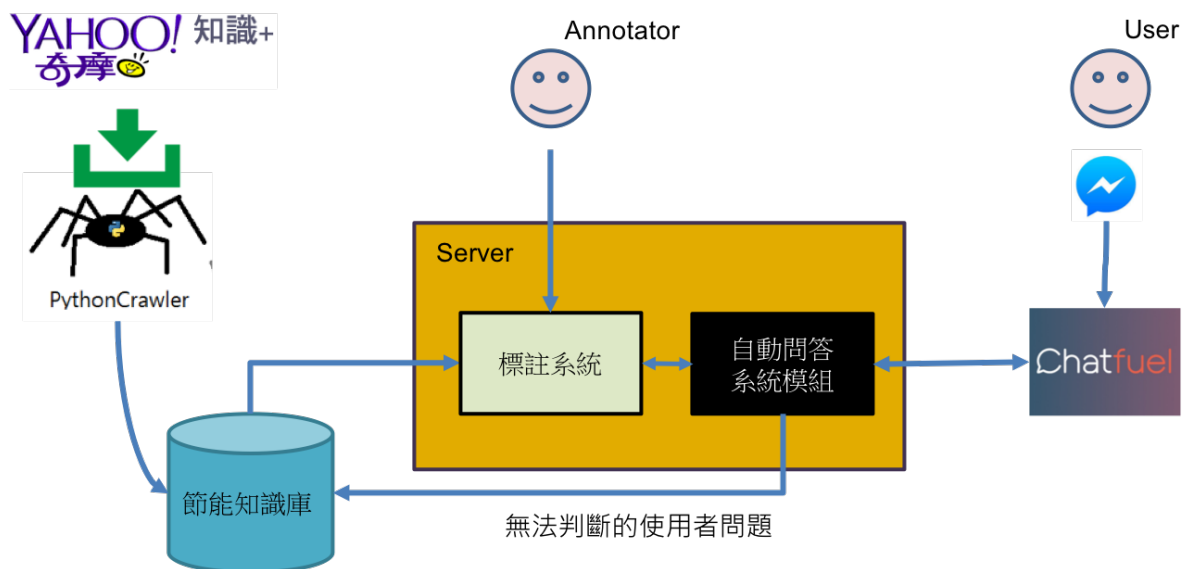 YAHOO! 知識+
奇摩
Annotator
User
PythonCrawler
Server
標註系統
自動問答
系統模組
Chatfuel
節能知識庫
無法判斷的使用者問題